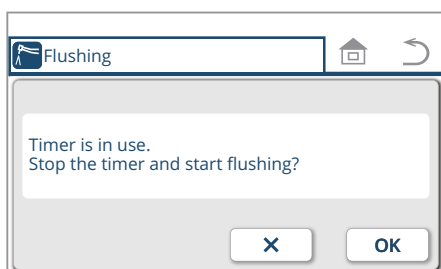 Flushing
Timer is in use.
Stop the timer and start flushing?
OK